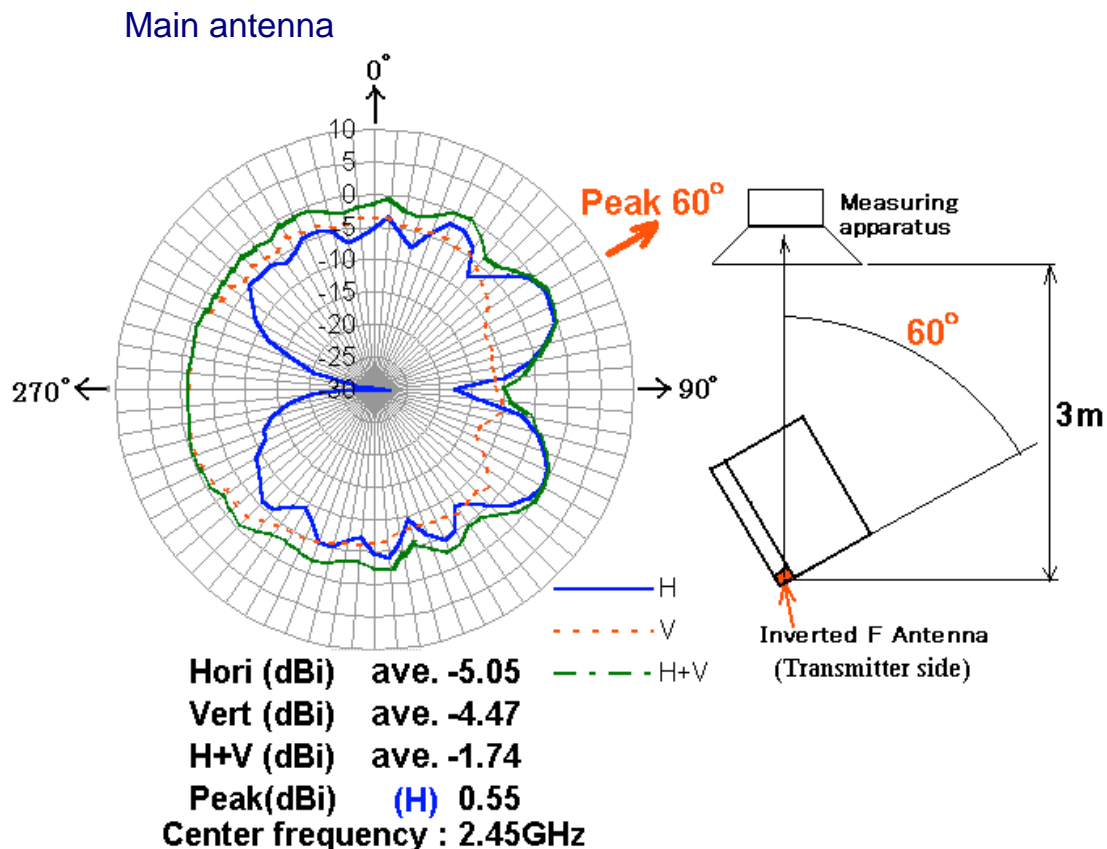 Main antenna
0°
10
5
0
-5
-10
-15
-20
-25
-30
270°
90°
Peak 60°
Measuring
apparatus
60°
3m
Inverted F Antenna
(Transmitter side)
H
V
H+V
Hori (dBi) ave. -5.05
Vert (dBi) ave. -4.47
H+V (dBi) ave. -1.74
Peak(dBi) (H) 0.55
Center frequency : 2.45GHz